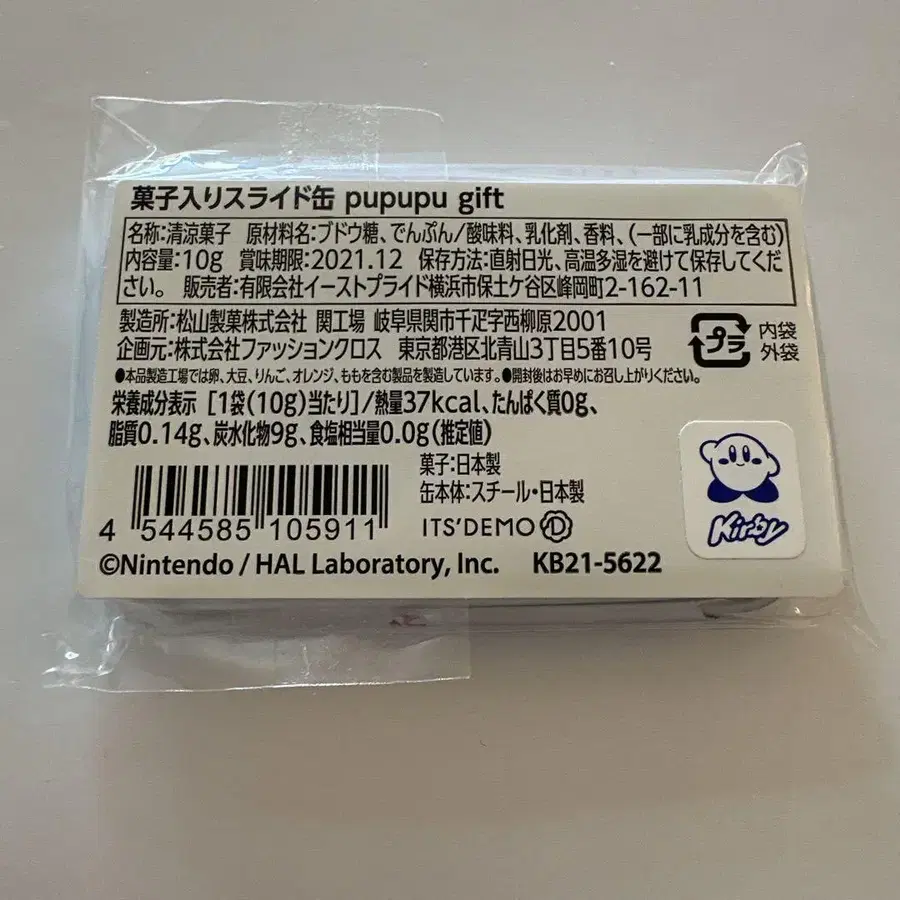 菓子入りスライド缶 pupupu gift
名称:清涼菓子 原材料名:ブドウ糖、でんぷん/酸味料、乳化剤、香料、(一部に乳成分を含む)
内容量:10g 賞味期限:2021.12 保存方法:直射日光、高温多湿を避けて保存してくだ
さい。 販売者:有限会社イーストプライド横浜市保土ケ谷区峰岡町2-162-11
製造所:松山製菓株式会社 関工場 岐阜県関市千疋字西柳原2001
企画元:株式会社ファッションクロス 東京都港区北青山3丁目5番10号
プラ
内袋
外袋
●本品製造工場では卵、大豆、りんご、オレンジ、ももを含む製品を製造しています。●開封後はお早めにお召し上がりください。
栄養成分表示 [1袋(10g)当たり]/熱量37kcal、たんぱく質0g、
脂質0.14g、炭水化物9g、食塩相当量0.0g(推定値)
菓子:日本製
缶本体:スチール・日本製
4 544585 105911
ITS'DEMO
Kirby
©Nintendo / HAL Laboratory, Inc. KB21-5622